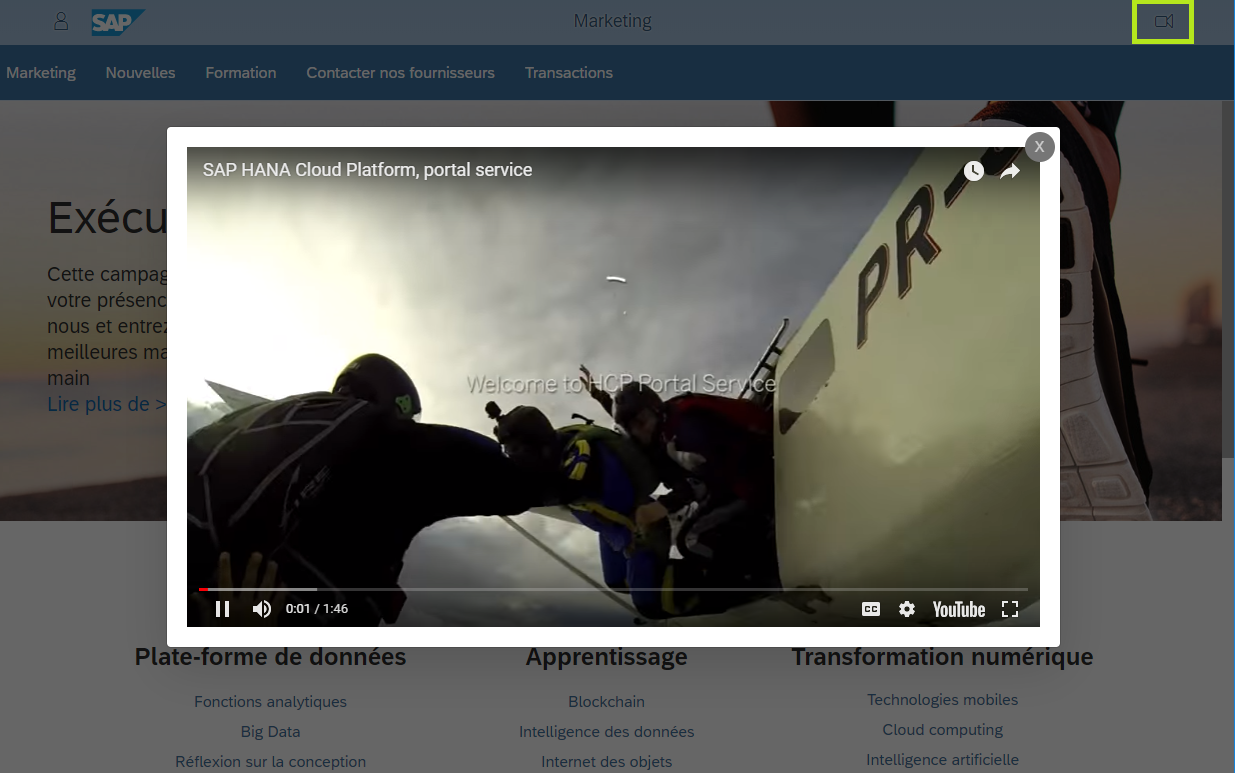 SAP
Marketing
Marketing Nouvelles Formation Contacter nos fournisseurs Transactions
X
SAP HANA Cloud Platform, portal service
PR-
Welcome to HCP Portal Service
0:01 / 1:46
CC
YouTube
Exécu
Cette campag
votre présenc
nous et entrez
meilleures ma
main
Lire plus de >
Plate-forme de données
Fonctions analytiques
Big Data
Réflexion sur la conception
Apprentissage
Blockchain
Intelligence des données
Internet des objets
Transformation numérique
Technologies mobiles
Cloud computing
Intelligence artificielle